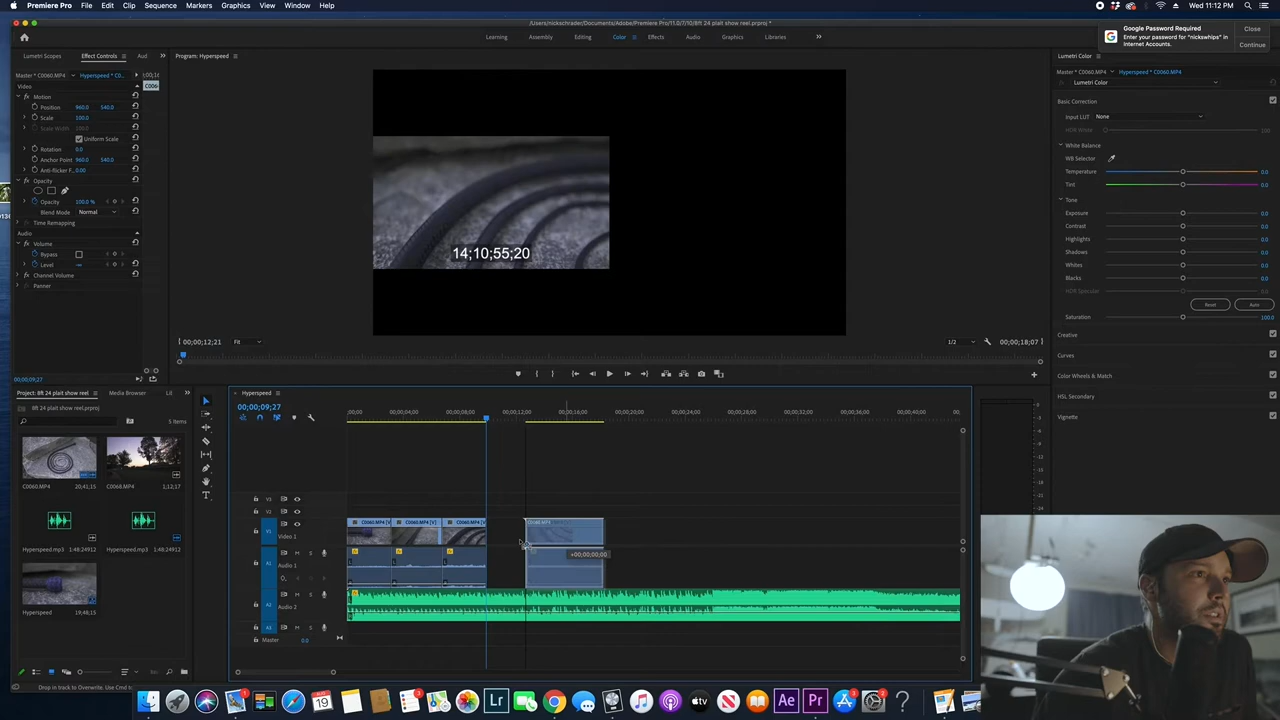 Premiere Pro File Edit Clip Sequence Markers Graphics View Window Help
Wed 11:12 PM
/Users/nickschrader/Documents/Adobe/Premiere Pro/11.0/7/10/8ft 24 plait show reel.prproj *
Google Password Required
Enter your password for "nickwhips" in
Internet Accounts.
Close
Continue
Learning Assembly Editing Color Effects Audio Graphics Libraries
Lumetri Scopes Effect Controls Aud
Program: Hyperspeed
Lumetri Color
Master * C0060.MP4 Hyperspeed * C0...
Video
Motion
Position 960.0 540.0
Scale 100.0
Scale Width 100.0
Uniform Scale
Rotation 0.0
Anchor Point 960.0 540.0
Anti-flicker F... 0.00
Opacity
Opacity 100.0 %
Blend Mode Normal
Time Remapping
Audio
Volume
Bypass
Level
Channel Volume
Panner
00;00;09;27
14;10;55;20
00;00;12;21 Fit
1/2 00;00;18;07
Master * C0060.MP4 Hyperspeed * C0060.MP4
Lumetri Color
Basic Correction
Input LUT None
HDR White 100
White Balance
WB Selector
Temperature 0.0
Tint 0.0
Tone
Exposure 0.0
Contrast 0.0
Highlights 0.0
Shadows 0.0
Whites 0.0
Blacks 0.0
HDR Specular
Reset Auto
Saturation 100.0
Creative
Curves
Color Wheels & Match
HSL Secondary
Vignette
Project: 8ft 24 plait show reel Media Browser
8ft 24 plait show reel.prproj
5 Items
C0060.MP4 20;41;15
C0068.MP4 1;12;17
Hyperspeed.mp3 1:48:24912
Hyperspeed.mp3 1:48:24912
Hyperspeed 19;48;15
Hyperspeed
00;00;09;27
;00;00 00;00;04;00 00;00;08;00 00;00;12;00 00;00;16;00 00;00;20;00 00;00;24;00 00;00;28;00 00;00;32;00 00;00;36;00 00;00;40;00
V3
V2
V1 Video 1
A1 Audio 1
A2 Audio 2
A3
Master 0.0
C0060.MP4 [V] C0060.MP4 [V] C0060.MP4 [V
+00;00;00;00
Drop in track to Overwrite. Use Cmd to